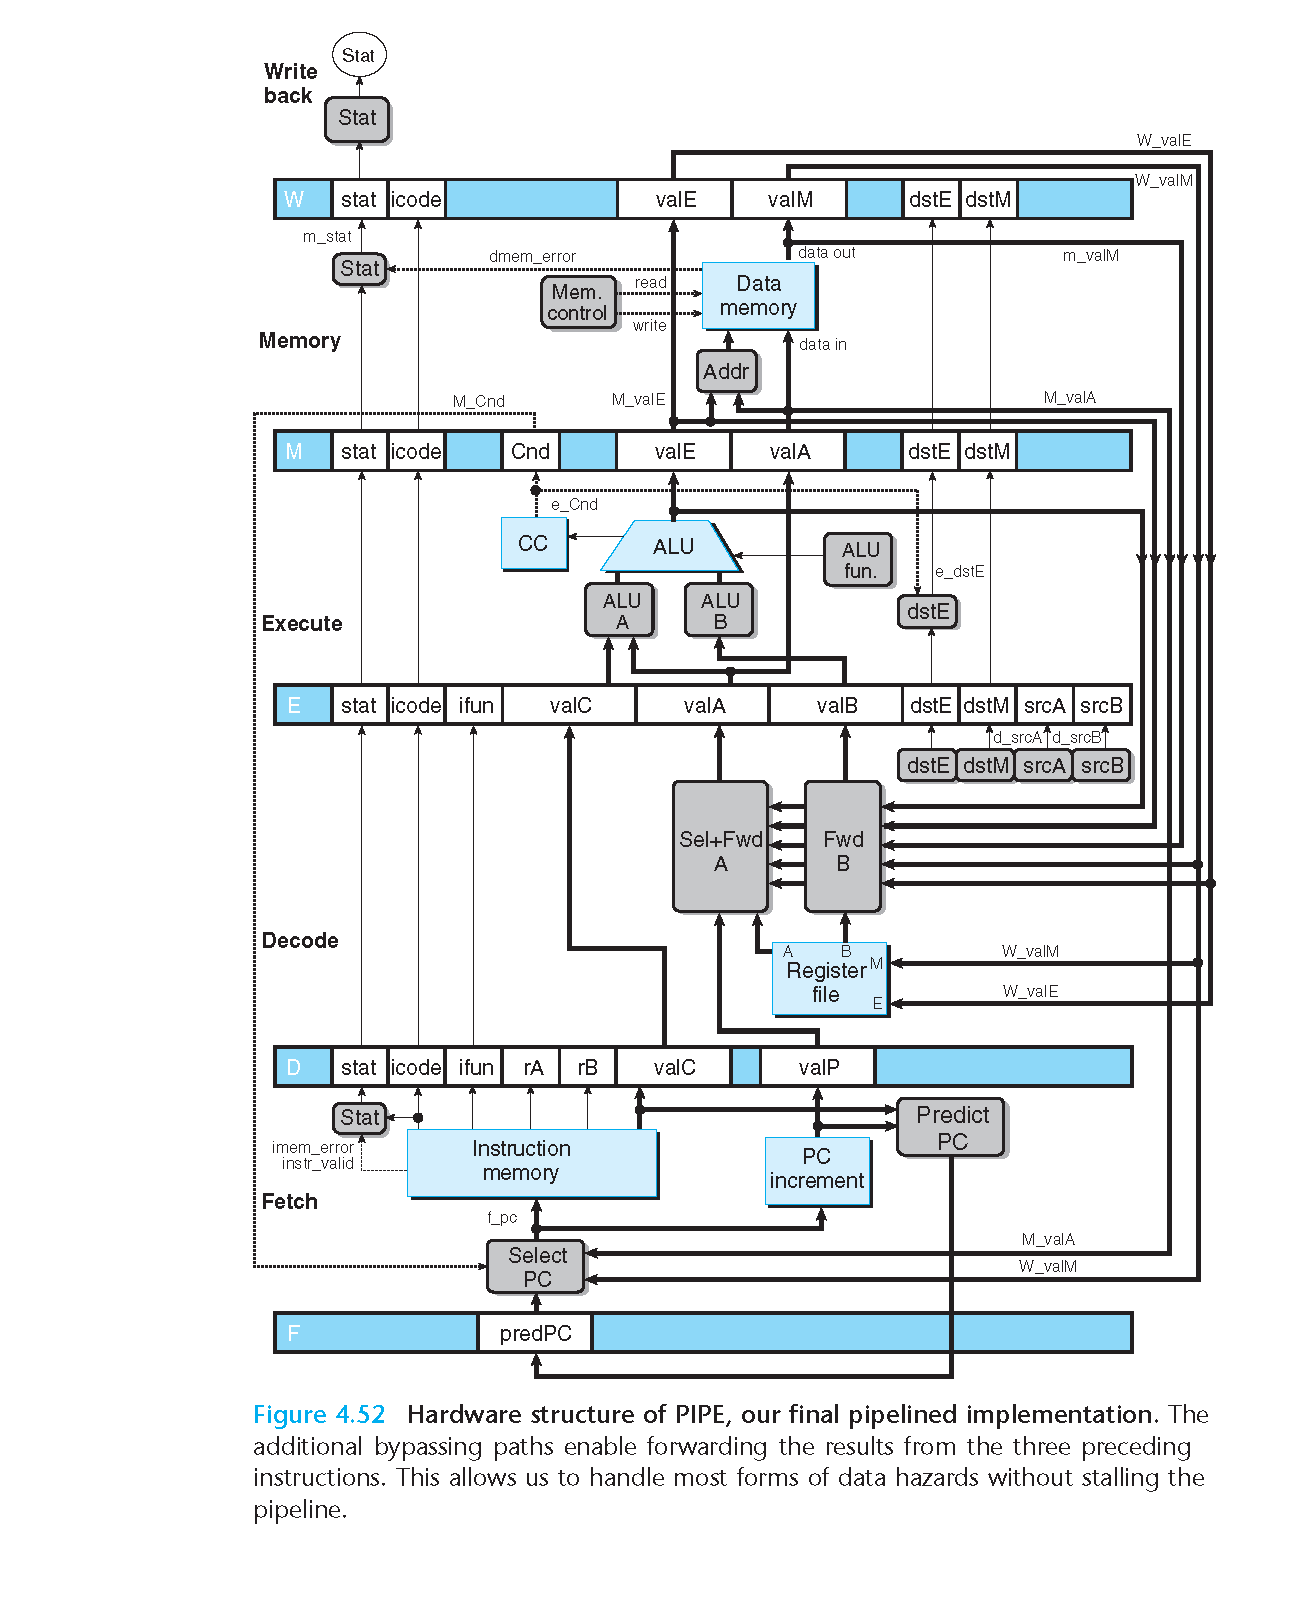 Stat
Write
back
Stat
W_valE
W_valM
W stat icode valE valM dstE dstM
m_stat
data out
m_valM
dmem_error
Stat
read
Mem.
control
write
Data
memory
Memory
data in
Addr
M_Cnd
M_valE
M_valA
M stat icode Cnd valE valA dstE dstM
e_Cnd
CC
ALU
ALU
fun.
e_dstE
ALU
A
ALU
B
dstE
Execute
E stat icode ifun valC valA valB dstE dstM srcA srcB
d_srcA d_srcB
dstE dstM srcA srcB
Sel+Fwd
A
Fwd
B
Decode
A B
Register
file
M
E
W_valM
W_valE
D stat icode ifun rA rB valC valP
Stat
Predict
PC
imem_error
instr_valid
Instruction
memory
PC
increment
Fetch
f_pc
Select
PC
M_valA
W_valM
F predPC
Figure 4.52 Hardware structure of PIPE, our final pipelined implementation. The
additional bypassing paths enable forwarding the results from the three preceding
instructions. This allows us to handle most forms of data hazards without stalling the
pipeline.